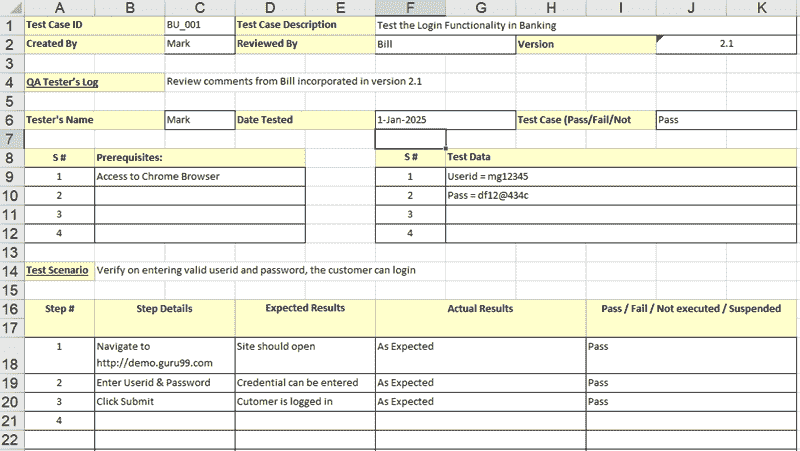 A B C D E F G H I J K
1 Test Case ID BU_001 Test Case Description Test the Login Functionality in Banking
2 Created By Mark Reviewed By Bill Version 2.1
3
4 QA Tester's Log Review comments from Bill incorporated in version 2.1
5
6 Tester's Name Mark Date Tested 1-Jan-2025 Test Case (Pass/Fail/Not Pass
7
8 S # Prerequisites: S # Test Data
9 1 Access to Chrome Browser 1 Userid = mg12345
10 2 2 Pass = df12@434c
11 3 3
12 4 4
13
14 Test Scenario Verify on entering valid userid and password, the customer can login
15
16 Step # Step Details Expected Results Actual Results Pass / Fail / Not executed / Suspended
17
1 Navigate to Site should open As Expected Pass
18 http://demo.guru99.com
19 2 Enter Userid & Password Credential can be entered As Expected Pass
20 3 Click Submit Cutomer is logged in As Expected Pass
21 4
22